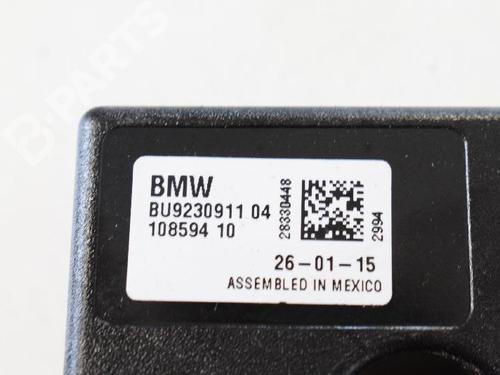 B-PARTS
BMW
BU9230911 04
108594 10
28330448
2994
26-01-15
ASSEMBLED IN MEXICO